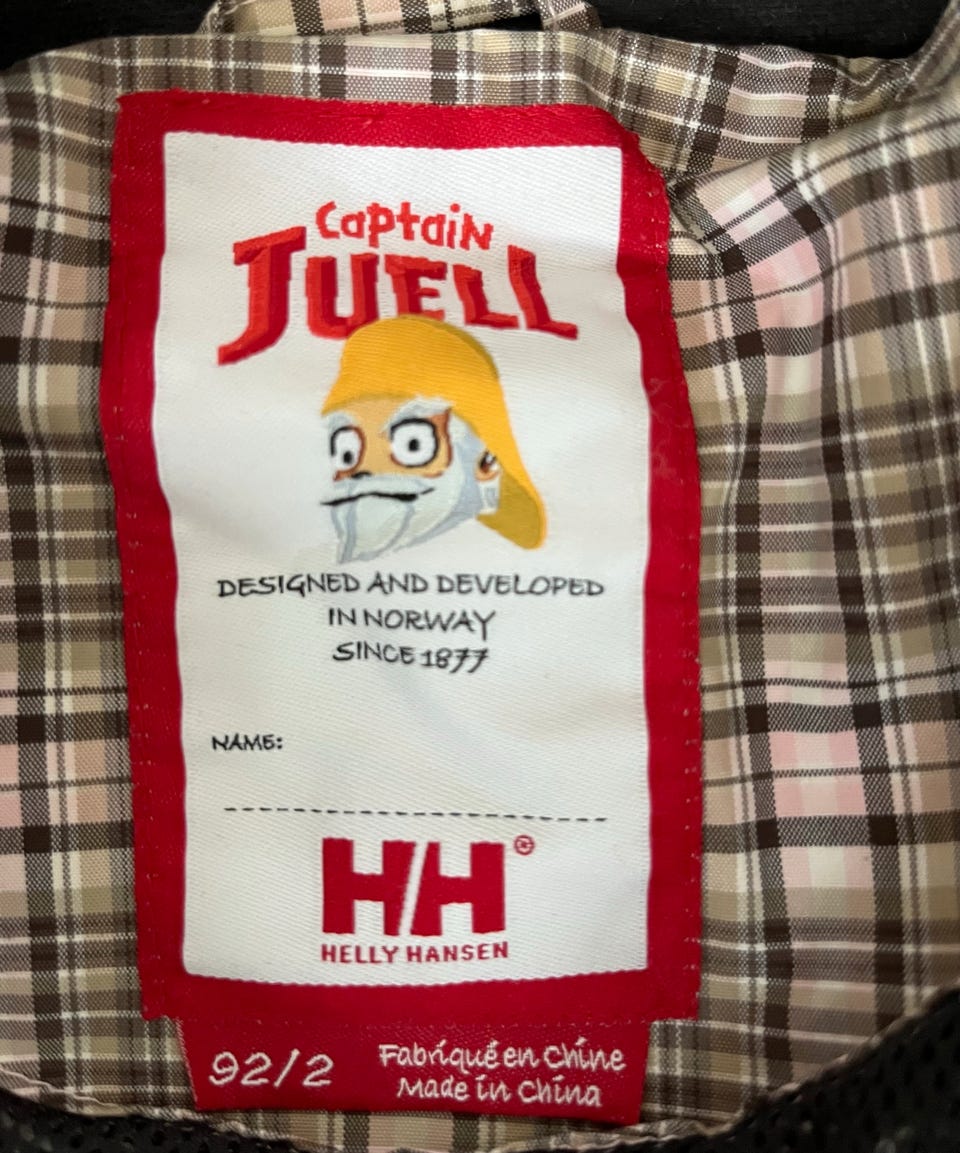 Captain
JUELL
DESIGNED AND DEVELOPED
IN NORWAY
SINCE 1877
NAME:
HH®
HELLY HANSEN
92/2
Fabriqué en Chine
Made in China